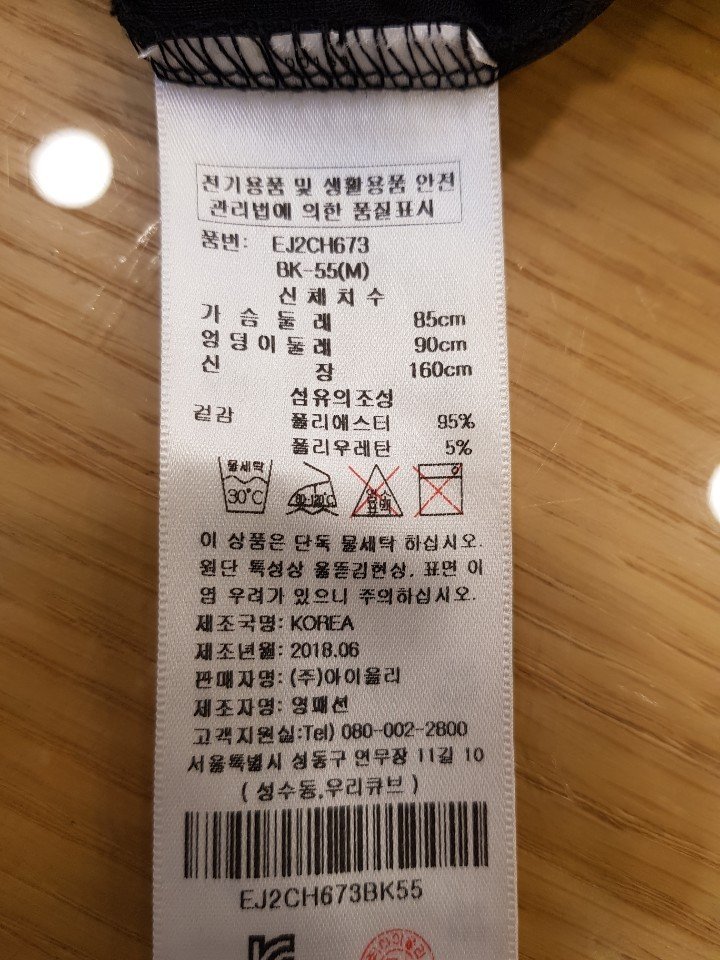 전기용품 및 생활용품 안전
관리법에 의한 품질표시
품번: EJ2CH673
BK-55(M)
신체치수
가슴둘레 85cm
엉덩이둘레 90cm
신장 160cm
섬유의조성
겉감 폴리에스터 95%
폴리우레탄 5%
물세탁
30°C
염소
표백
이 상품은 단독 물세탁 하십시오.
원단 특성상 올뜯김현상, 표면 이
염 우려가 있으니 주의하십시오.
제조국명: KOREA
제조년월: 2018.06
판매자명: (주)아이올리
제조자명: 영패션
고객지원실:Tel) 080-002-2800
서울특별시 성동구 연무장 11길 10
(성수동,우리큐브)
EJ2CH673BK55